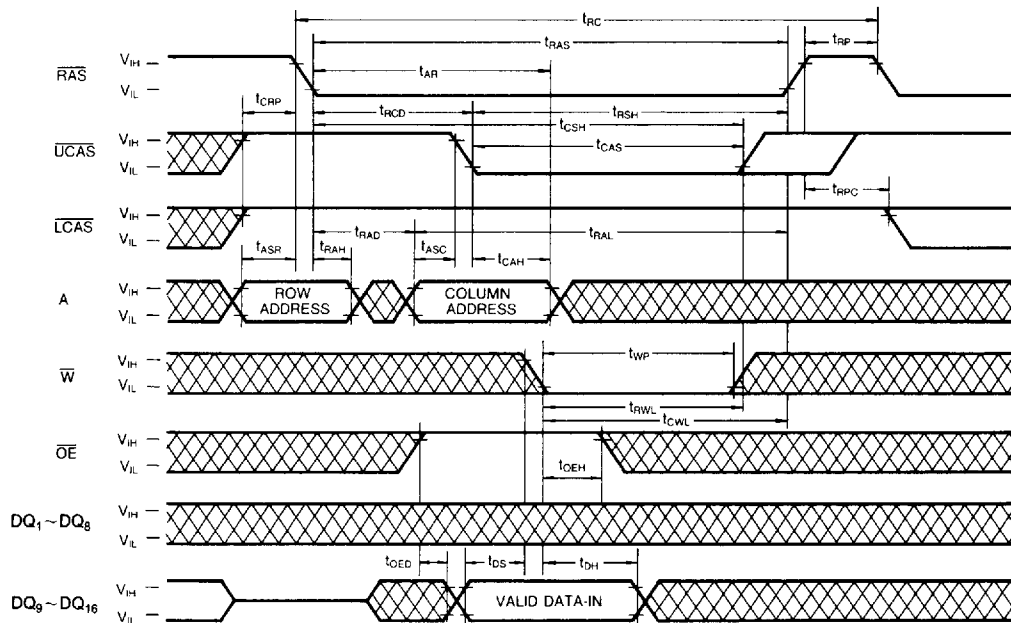 tRC
tRAS
tRP
RAS
VIH
VIL
tAR
tCRP
tRCD
tRSH
tCSH
UCAS
VIH
VIL
tCAS
tRPC
LCAS
VIH
VIL
tRAD
tRAL
tASR
tRAH
tASC
tCAH
A
VIH
VIL
ROW ADDRESS
COLUMN ADDRESS
W
VIH
VIL
tWP
tRWL
tCWL
OE
VIH
VIL
tOEH
DQ1~DQ8
VIH
VIL
tOED
tDS
tDH
DQ9~DQ16
VIH
VIL
VALID DATA-IN